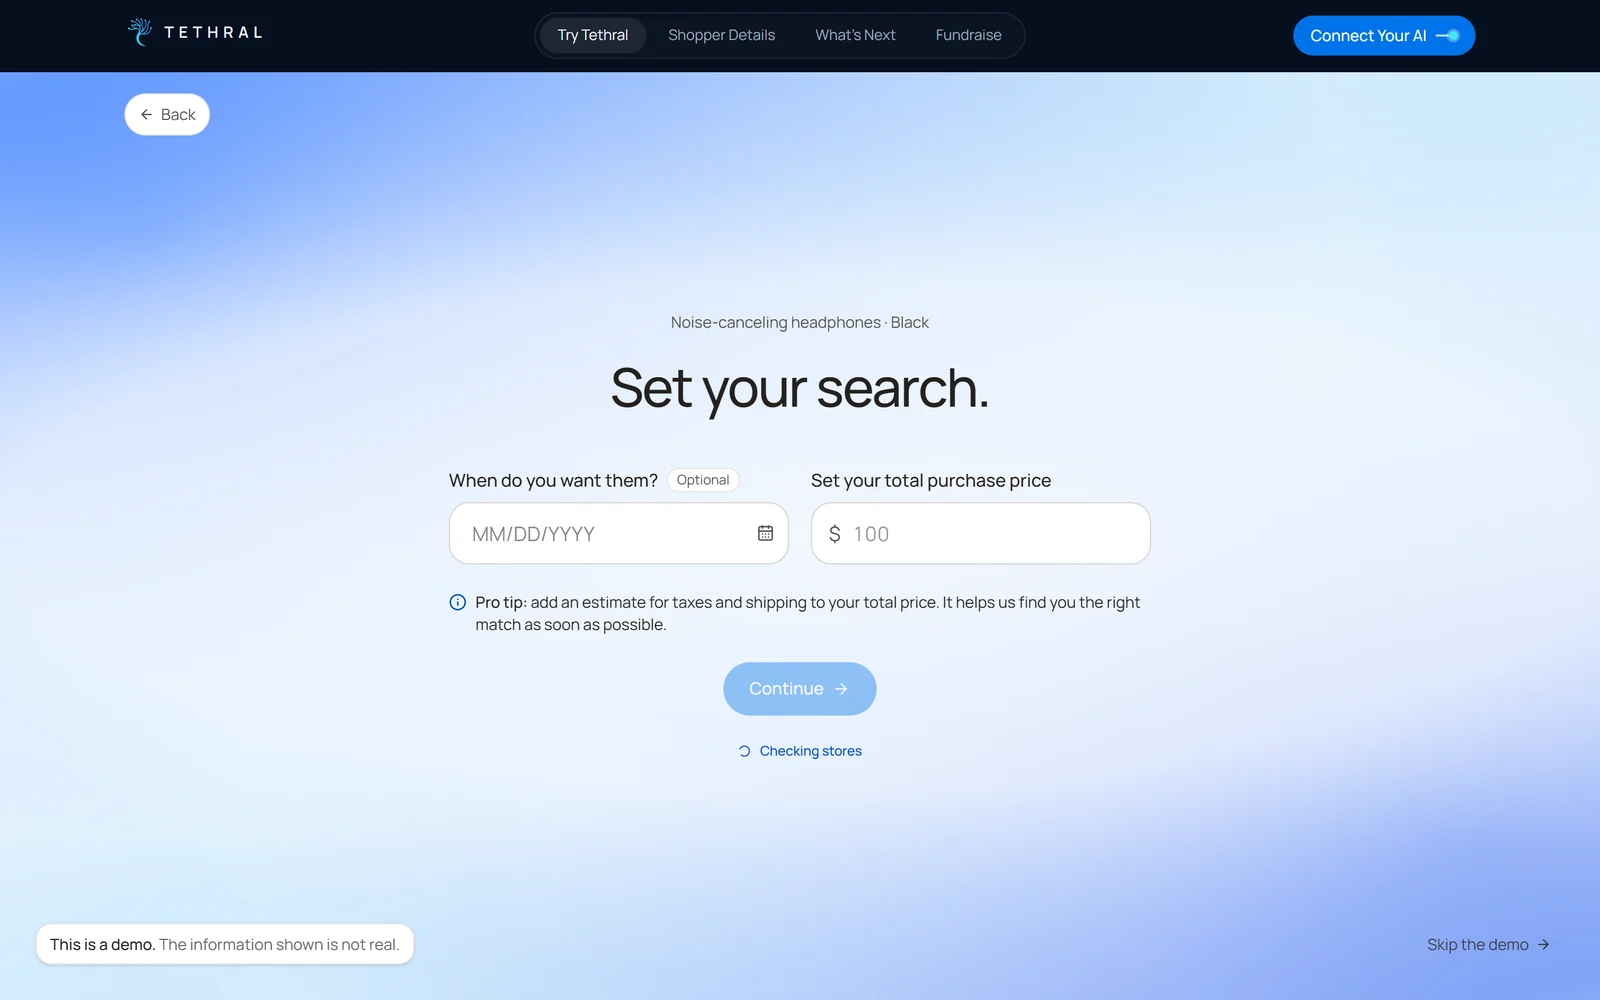 TETHRAL
Try Tethral
Shopper Details
What's Next
Fundraise
Connect Your AI
Back
Noise-canceling headphones · Black
Set your search.
When do you want them?
Optional
Set your total purchase price
MM/DD/YYYY
$ 100
Pro tip: add an estimate for taxes and shipping to your total price. It helps us find you the right
match as soon as possible.
Continue
Checking stores
This is a demo. The information shown is not real.
Skip the demo